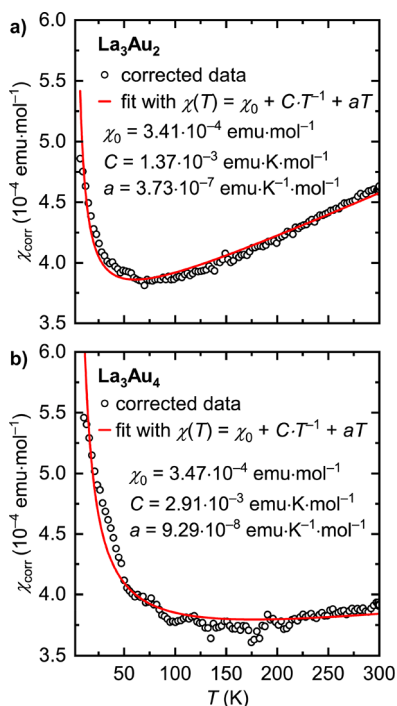 a)
6.0
5.5
5.0
4.5
4.0
3.5
χcorr (10⁻⁴ emu·mol⁻¹)
La₃Au₂
corrected data
fit with χ(T) = χ₀ + C·T⁻¹ + aT
χ₀ = 3.41·10⁻⁴ emu·mol⁻¹
C = 1.37·10⁻³ emu·K·mol⁻¹
a = 3.73·10⁻⁷ emu·K⁻¹·mol⁻¹
b)
6.0
5.5
5.0
4.5
4.0
3.5
χcorr (10⁻⁴ emu·mol⁻¹)
La₃Au₄
corrected data
fit with χ(T) = χ₀ + C·T⁻¹ + aT
χ₀ = 3.47·10⁻⁴ emu·mol⁻¹
C = 2.91·10⁻³ emu·K·mol⁻¹
a = 9.29·10⁻⁸ emu·K⁻¹·mol⁻¹
50 100 150 200 250 300
T (K)